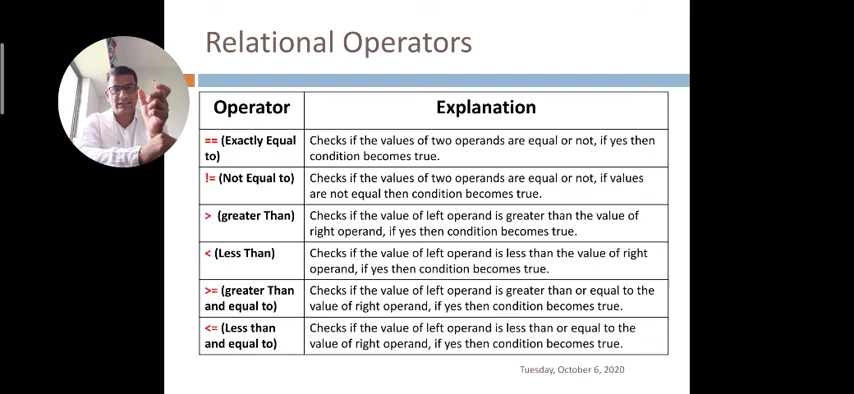 Relational Operators
Operator
Explanation
== (Exactly Equal
to)
Checks if the values of two operands are equal or not, if yes then
condition becomes true.
!= (Not Equal to)
Checks if the values of two operands are equal or not, if values
are not equal then condition becomes true.
> (greater Than)
Checks if the value of left operand is greater than the value of
right operand, if yes then condition becomes true.
< (Less Than)
Checks if the value of left operand is less than the value of right
operand, if yes then condition becomes true.
>= (greater Than
and equal to)
Checks if the value of left operand is greater than or equal to the
value of right operand, if yes then condition becomes true.
<= (Less than
and equal to)
Checks if the value of left operand is less than or equal to the
value of right operand, if yes then condition becomes true.
Tuesday, October 6, 2020